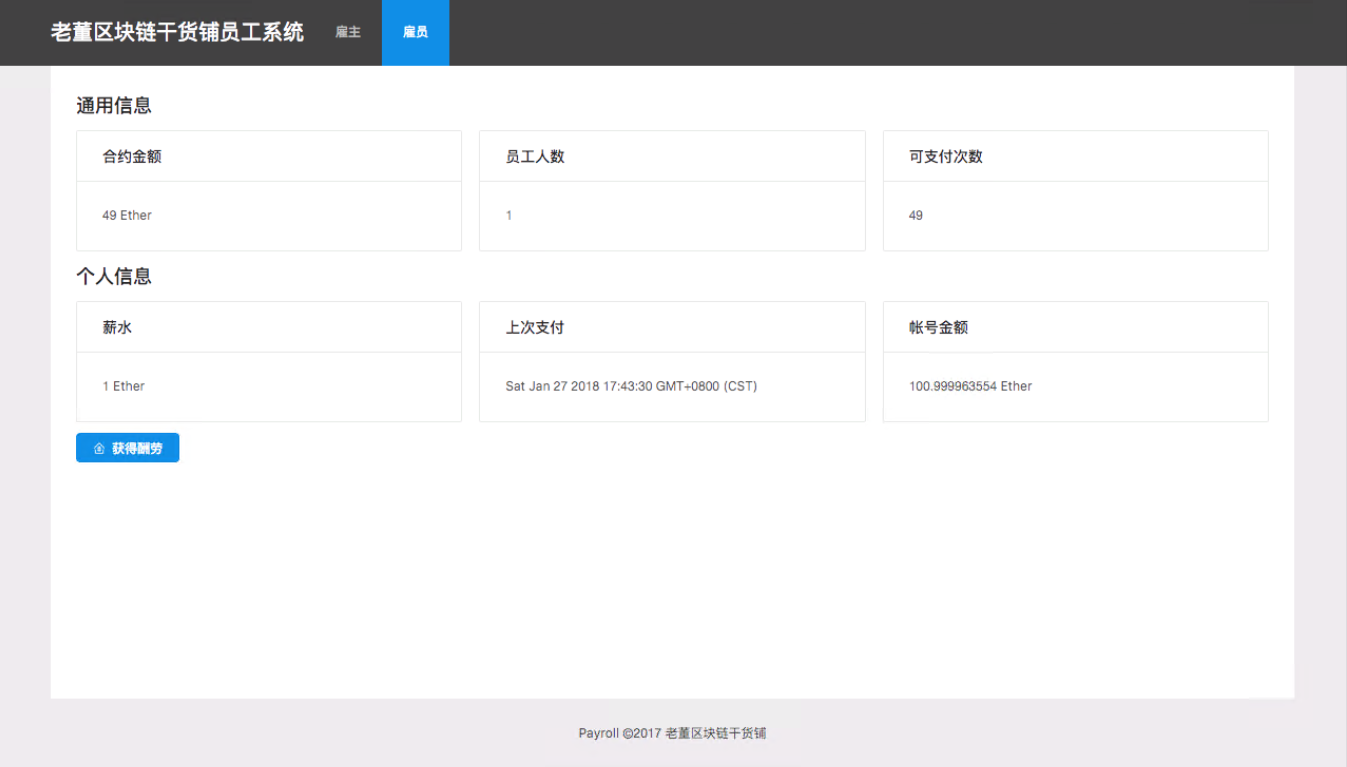 老董区块链干货铺员工系统 雇主 雇员
通用信息
合约金额 员工人数 可支付次数
49 Ether 1 49
个人信息
薪水 上次支付 帐号金额
1 Ether Sat Jan 27 2018 17:43:30 GMT+0800 (CST) 100.999963554 Ether
获得酬劳
Payroll ©2017 老董区块链干货铺